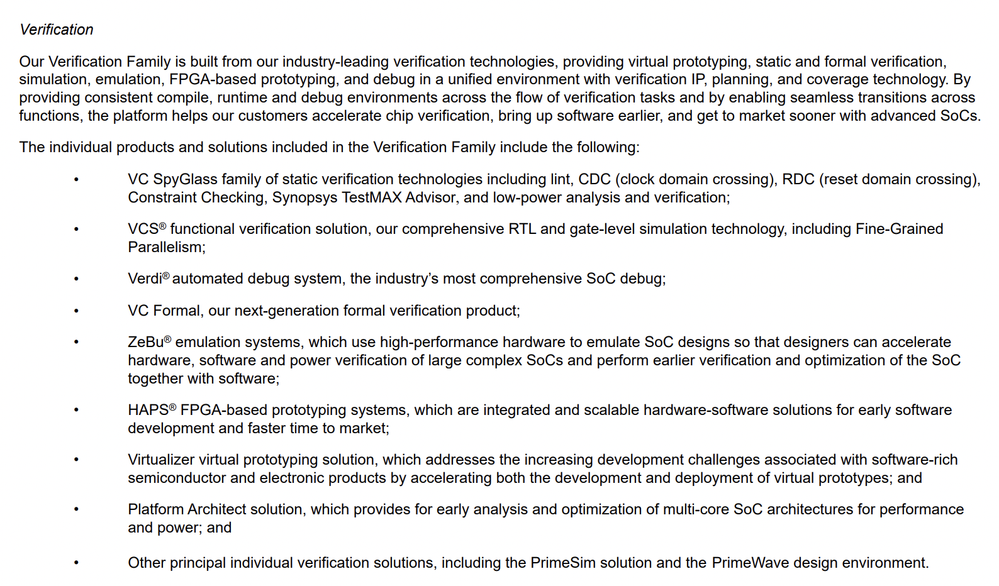 Verification
Our Verification Family is built from our industry-leading verification technologies, providing virtual prototyping, static and formal verification,
simulation, emulation, FPGA-based prototyping, and debug in a unified environment with verification IP, planning, and coverage technology. By
providing consistent compile, runtime and debug environments across the flow of verification tasks and by enabling seamless transitions across
functions, the platform helps our customers accelerate chip verification, bring up software earlier, and get to market sooner with advanced SoCs.
The individual products and solutions included in the Verification Family include the following:
• VC SpyGlass family of static verification technologies including lint, CDC (clock domain crossing), RDC (reset domain crossing),
Constraint Checking, Synopsys TestMAX Advisor, and low-power analysis and verification;
• VCS® functional verification solution, our comprehensive RTL and gate-level simulation technology, including Fine-Grained
Parallelism;
• Verdi® automated debug system, the industry’s most comprehensive SoC debug;
• VC Formal, our next-generation formal verification product;
• ZeBu® emulation systems, which use high-performance hardware to emulate SoC designs so that designers can accelerate
hardware, software and power verification of large complex SoCs and perform earlier verification and optimization of the SoC
together with software;
• HAPS® FPGA-based prototyping systems, which are integrated and scalable hardware-software solutions for early software
development and faster time to market;
• Virtualizer virtual prototyping solution, which addresses the increasing development challenges associated with software-rich
semiconductor and electronic products by accelerating both the development and deployment of virtual prototypes; and
• Platform Architect solution, which provides for early analysis and optimization of multi-core SoC architectures for performance
and power; and
• Other principal individual verification solutions, including the PrimeSim solution and the PrimeWave design environment.